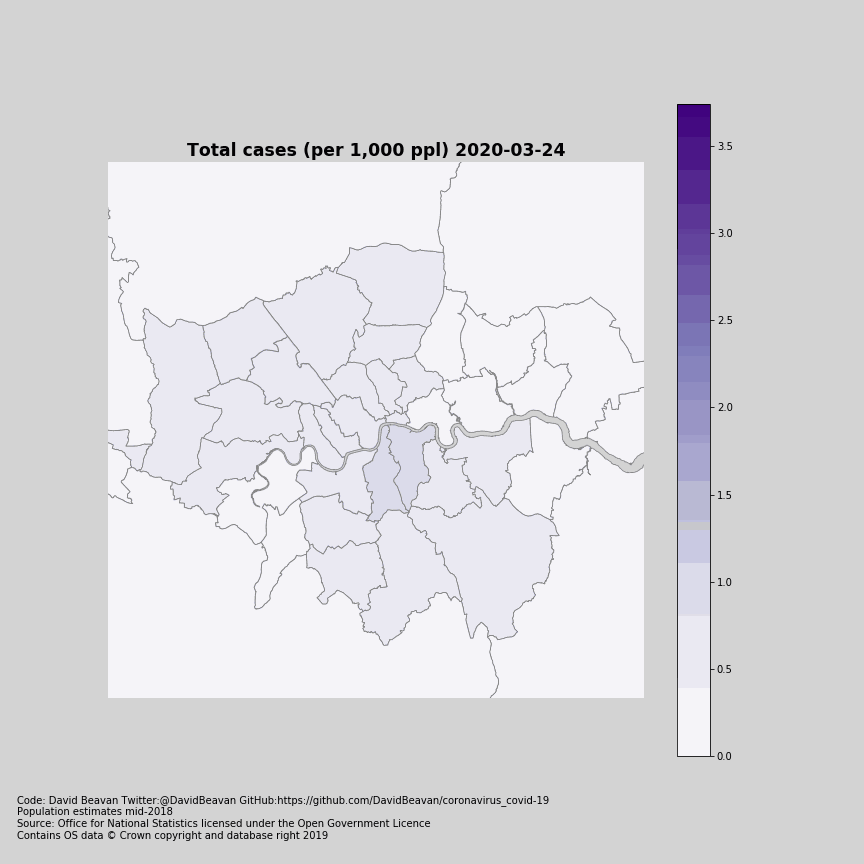 Total cases (per 1,000 ppl) 2020-03-24
3.5
3.0
2.5
2.0
1.5
1.0
0.5
0.0
Code: David Beavan Twitter:@DavidBeavan GitHub:https://github.com/DavidBeavan/coronavirus_covid-19
Population estimates mid-2018
Source: Office for National Statistics licensed under the Open Government Licence
Contains OS data © Crown copyright and database right 2019